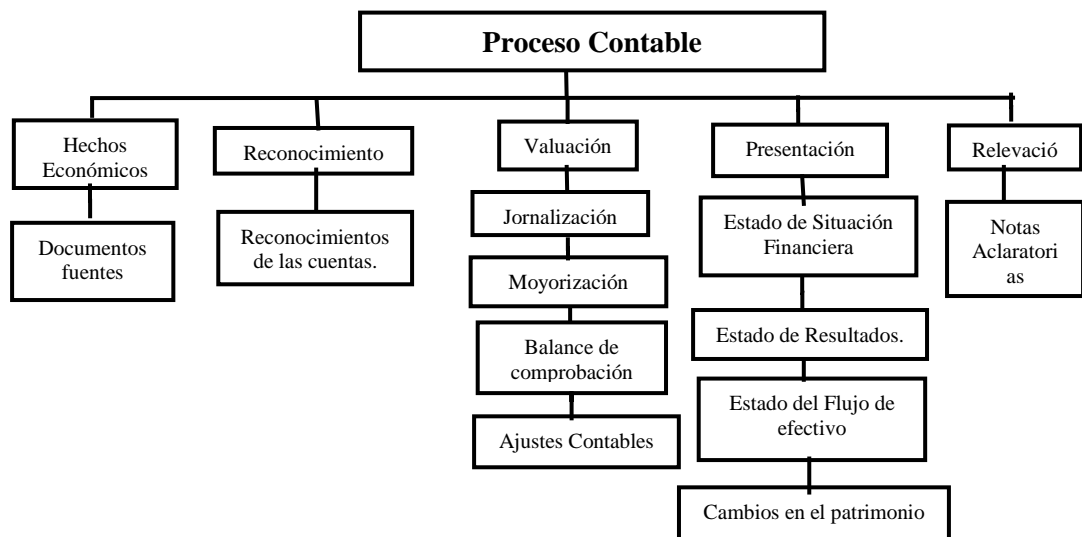 Proceso Contable
Hechos
Económicos
Reconocimiento
Valuación
Presentación
Relevació
Documentos
fuentes
Reconocimientos
de las cuentas.
Jornalización
Moyorización
Balance de
comprobación
Ajustes Contables
Estado de Situación
Financiera
Estado de Resultados.
Estado del Flujo de
efectivo
Cambios en el patrimonio
Notas
Aclaratori
as